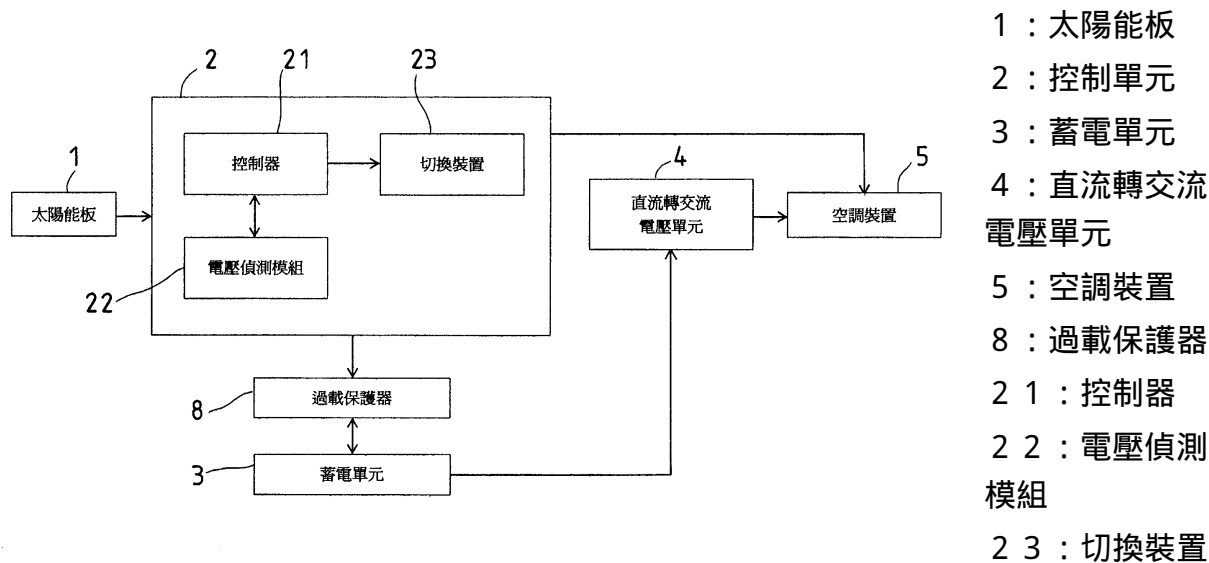 2
21
23
控制器
切換裝置
1
太陽能板
電壓偵測模組
22
4
直流轉交流
電壓單元
5
空調裝置
8
過載保護器
3
蓄電單元
1：太陽能板
2：控制單元
3：蓄電單元
4：直流轉交流
電壓單元
5：空調裝置
8：過載保護器
21：控制器
22：電壓偵測
模組
23：切換裝置